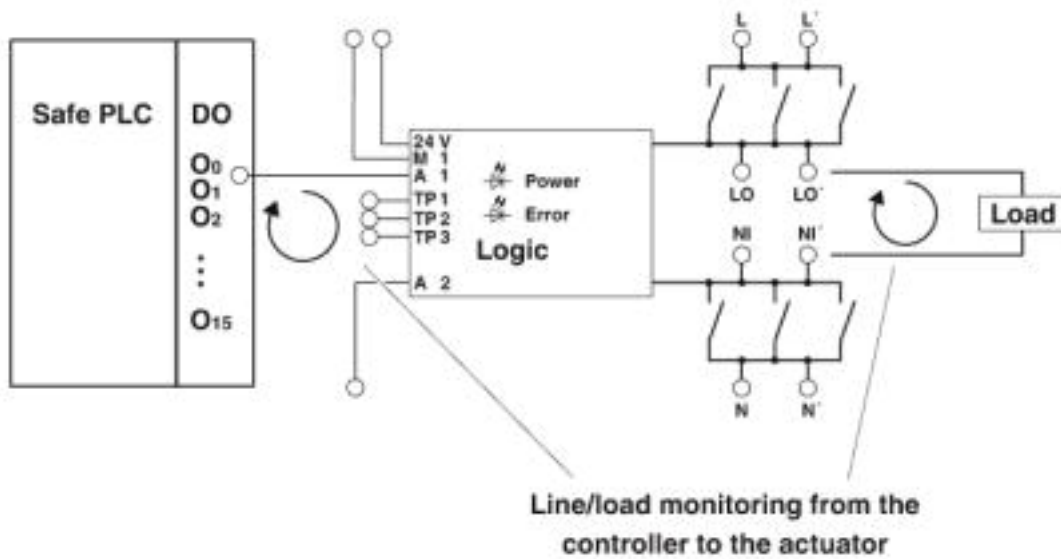 L L´
Safe PLC DO
24 V
M 1
O0
A 1
Power
O1
TP 1
O2
TP 2
Error
TP 3
LO LO´
Load
Logic
NI NI´
A 2
O15
N N´
Line/load monitoring from the
controller to the actuator